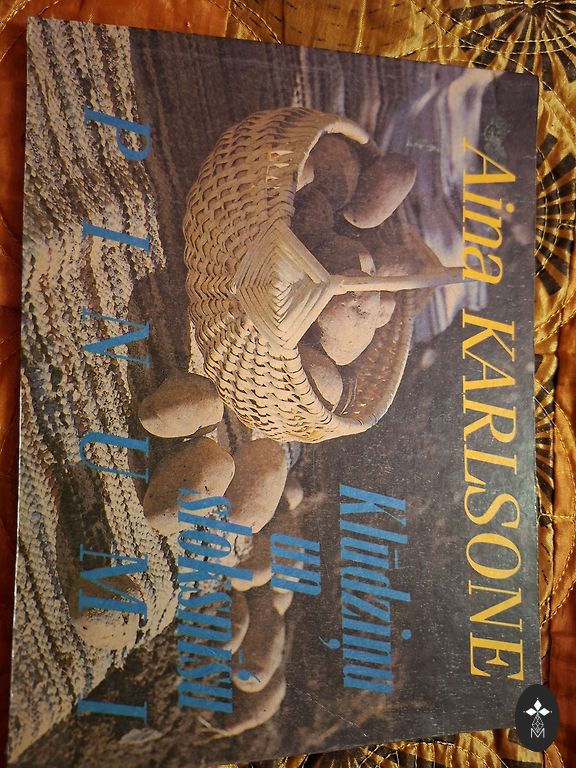 Aina KARLSONE
Klūdziņu
un
sloksnīšu
PINUMI
M